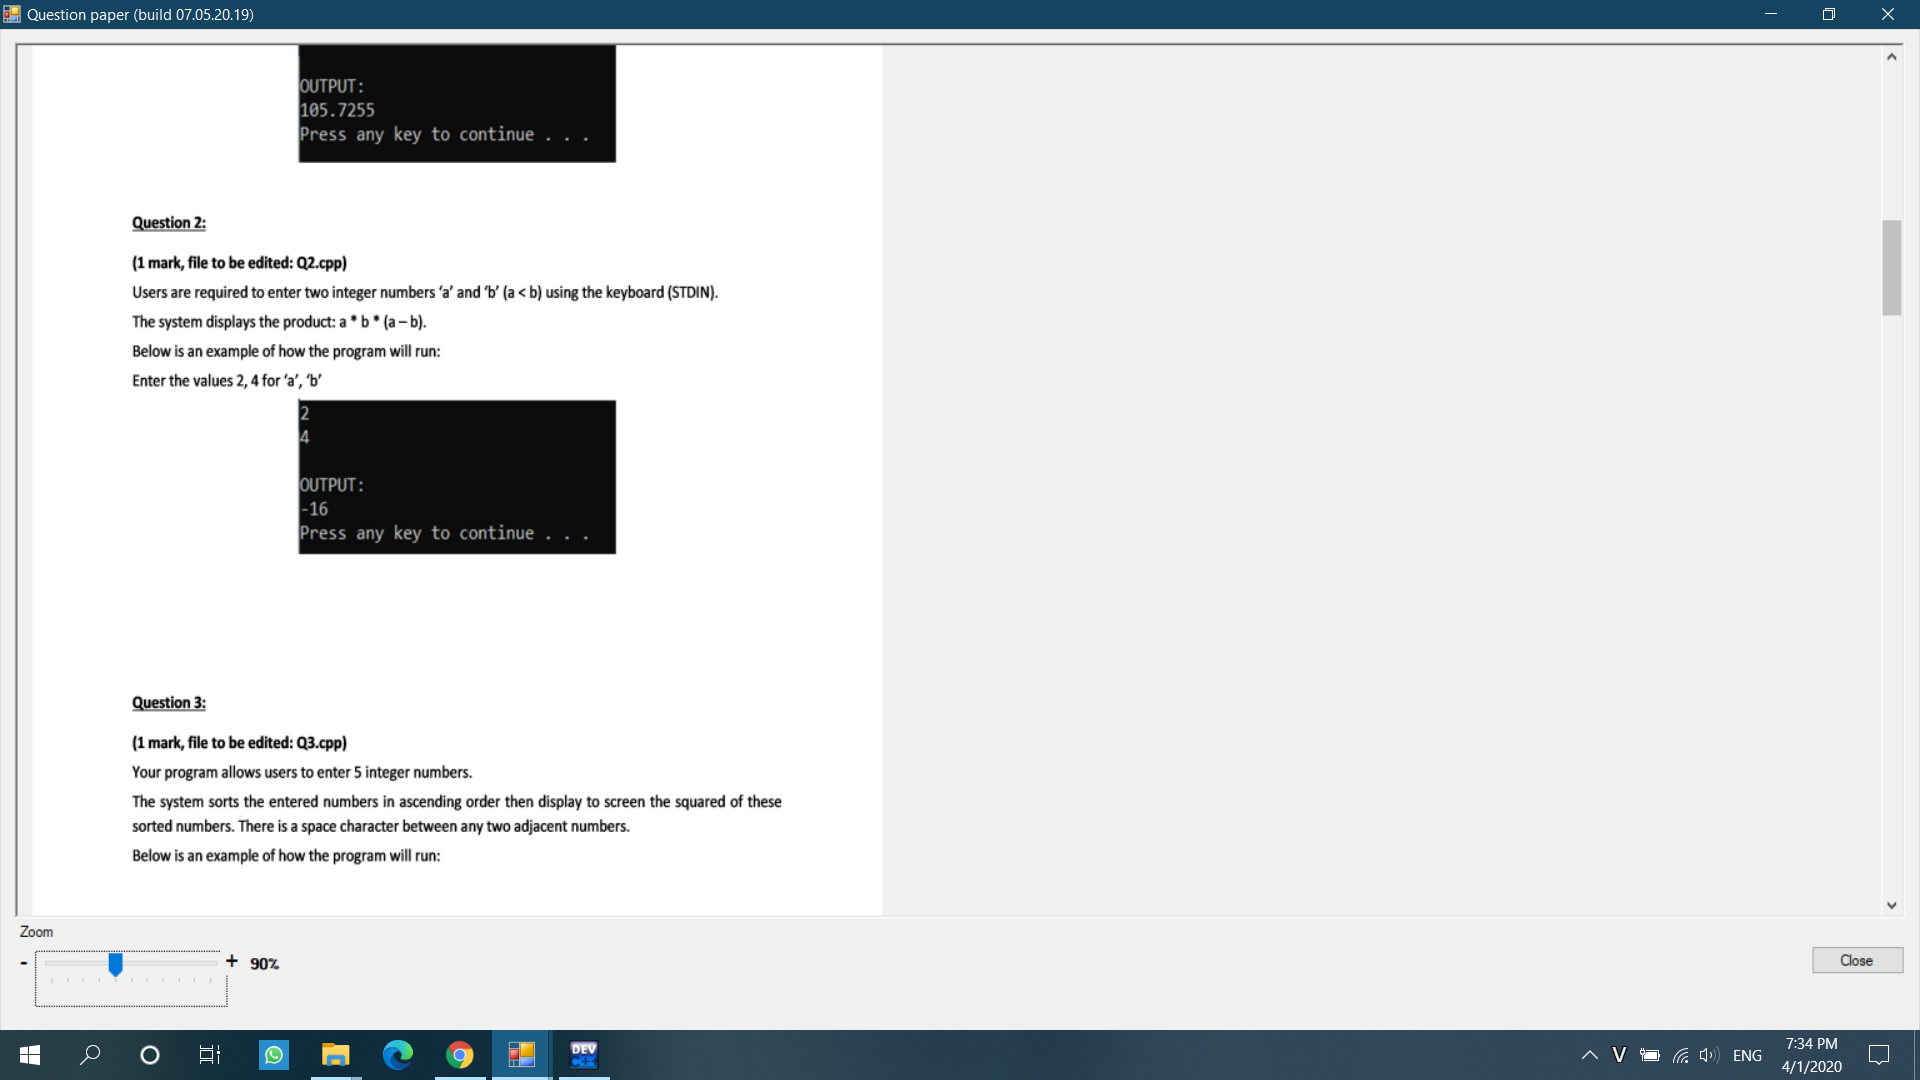 Question paper (build 07.05.20.19)
OUTPUT:
105.7255
Press any key to continue . . .
Question 2:
(1 mark, file to be edited: Q2.cpp)
Users are required to enter two integer numbers ‘a’ and ‘b’ (a < b) using the keyboard (STDIN).
The system displays the product: a * b * (a – b).
Below is an example of how the program will run:
Enter the values 2, 4 for ‘a’, ‘b’
2
4
OUTPUT:
-16
Press any key to continue . . .
Question 3:
(1 mark, file to be edited: Q3.cpp)
Your program allows users to enter 5 integer numbers.
The system sorts the entered numbers in ascending order then display to screen the squared of these
sorted numbers. There is a space character between any two adjacent numbers.
Below is an example of how the program will run:
Zoom
- + 90%
Close
DEV
C++
V
ENG
7:34 PM
4/1/2020